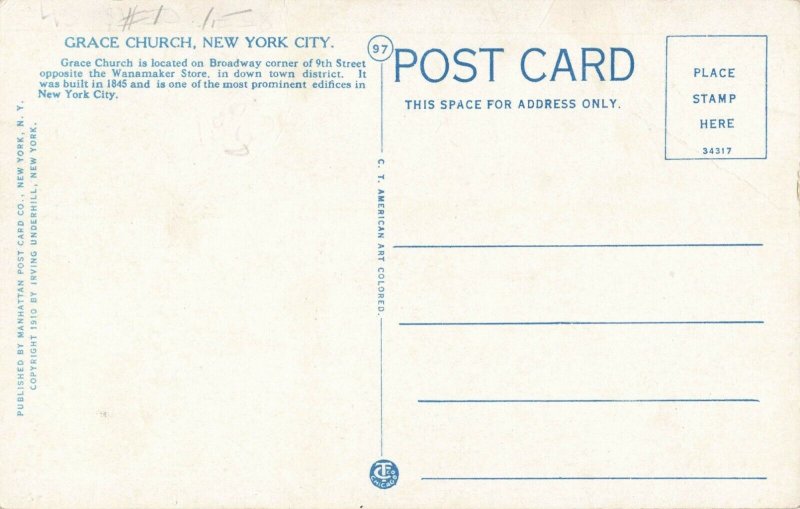 #1 1.-
GRACE CHURCH, NEW YORK CITY.
Grace Church is located on Broadway corner of 9th Street
opposite the Wanamaker Store, in down town district. It
was built in 1845 and is one of the most prominent edifices in
New York City.
PUBLISHED BY MANHATTAN POST CARD CO., NEW YORK, N. Y.
COPYRIGHT 1910 BY IRVING UNDERHILL, NEW YORK.
97
C. T. AMERICAN ART COLORED.
CHICAGO
POST CARD
THIS SPACE FOR ADDRESS ONLY.
PLACE
STAMP
HERE
34317